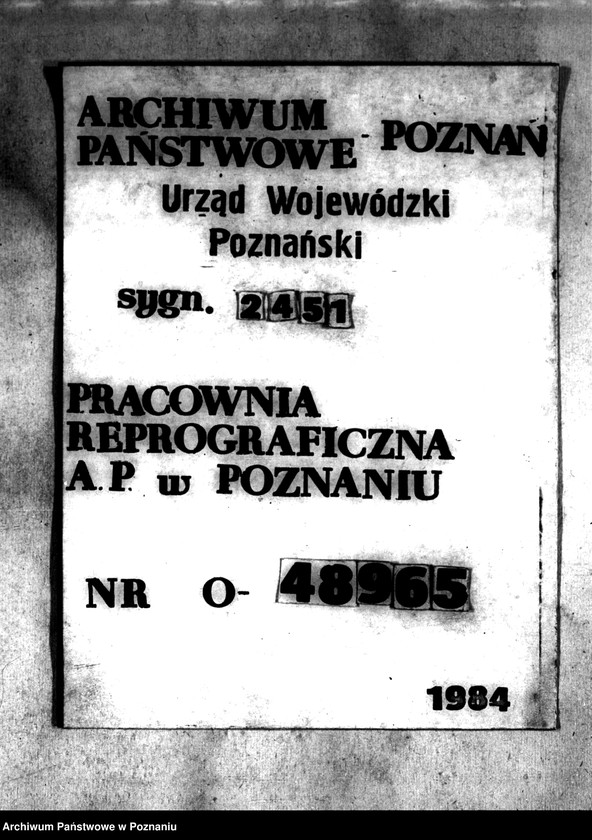 ARCHIWUM
PAŃSTWOWE - POZNAŃ
Urząd Wojewódzki
Poznański
sygn. 2451
PRACOWNIA
REPROGRAFICZNA
A.P. w POZNANIU
NR O- 48965
1984
Archiwum Państwowe w Poznaniu